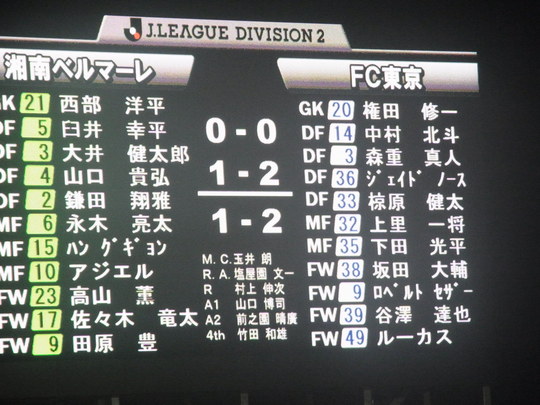 J.LEAGUE DIVISION 2
湘南ベルマーレ
GK 21 西部 洋平
DF 5 臼井 幸平
DF 3 大井 健太郎
DF 4 山口 貴弘
DF 2 鎌田 翔雅
MF 6 永木 亮太
MF 15 ハン グギョン
MF 10 アジエル
FW 23 高山 薫
FW 17 佐々木 竜太
FW 9 田原 豊
0 - 0
1 - 2
1 - 2
M. C. 玉井 朗
R. A. 塩屋園 文一
R 村上 伸次
A1 山口 博司
A2 前之園 晴廣
4th 竹田 和雄
FC東京
GK 20 権田 修一
DF 14 中村 北斗
DF 3 森重 真人
DF 36 ジェイド ノース
DF 33 椋原 健太
MF 32 上里 一将
MF 35 下田 光平
FW 38 坂田 大輔
FW 9 ロベルト セザー
FW 39 谷澤 達也
FW 49 ルーカス